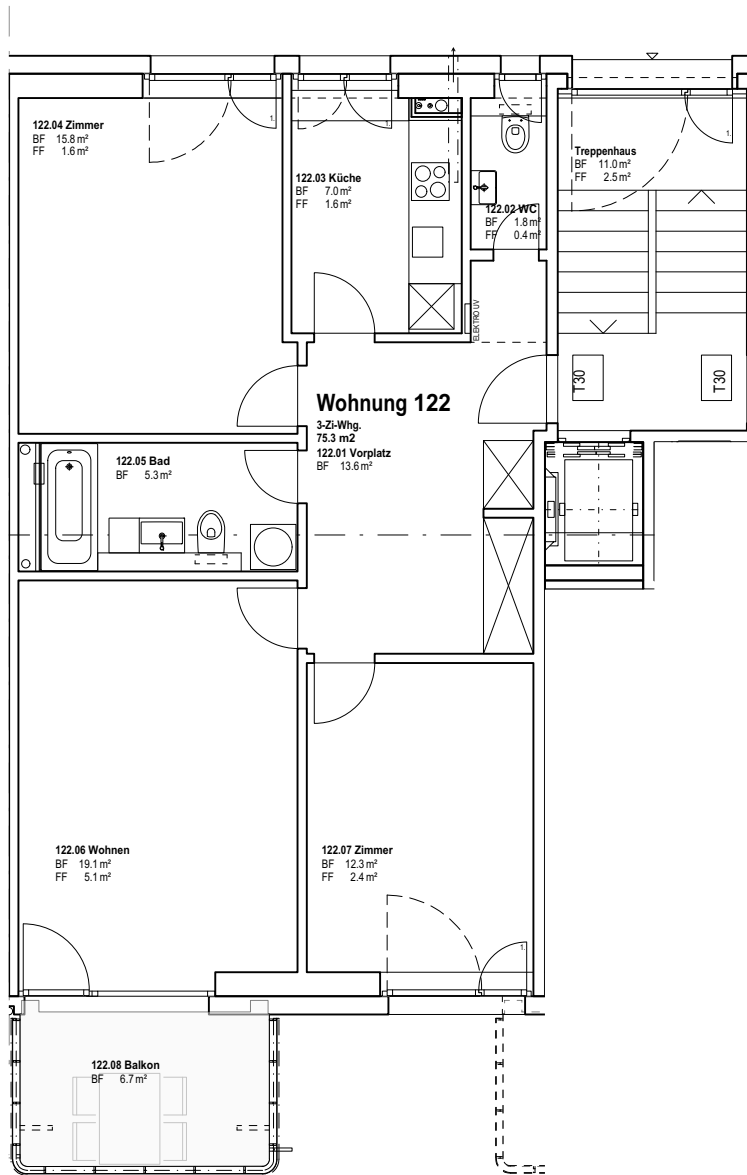 122.04 Zimmer
BF 15.8 m²
FF 1.6 m²
1.
122.03 Küche
BF 7.0 m²
FF 1.6 m²
1.
122.02 WC
BF 1.8 m²
FF 0.4 m²
Treppenhaus
BF 11.0 m²
FF 2.5 m²
1.
ELEKTRO UV
T30
T30
Wohnung 122
3-Zi-Whg.
75.3 m2
122.01 Vorplatz
BF 13.6 m²
122.05 Bad
BF 5.3 m²
122.06 Wohnen
BF 19.1 m²
FF 5.1 m²
122.07 Zimmer
BF 12.3 m²
FF 2.4 m²
1.
122.08 Balkon
BF 6.7 m²